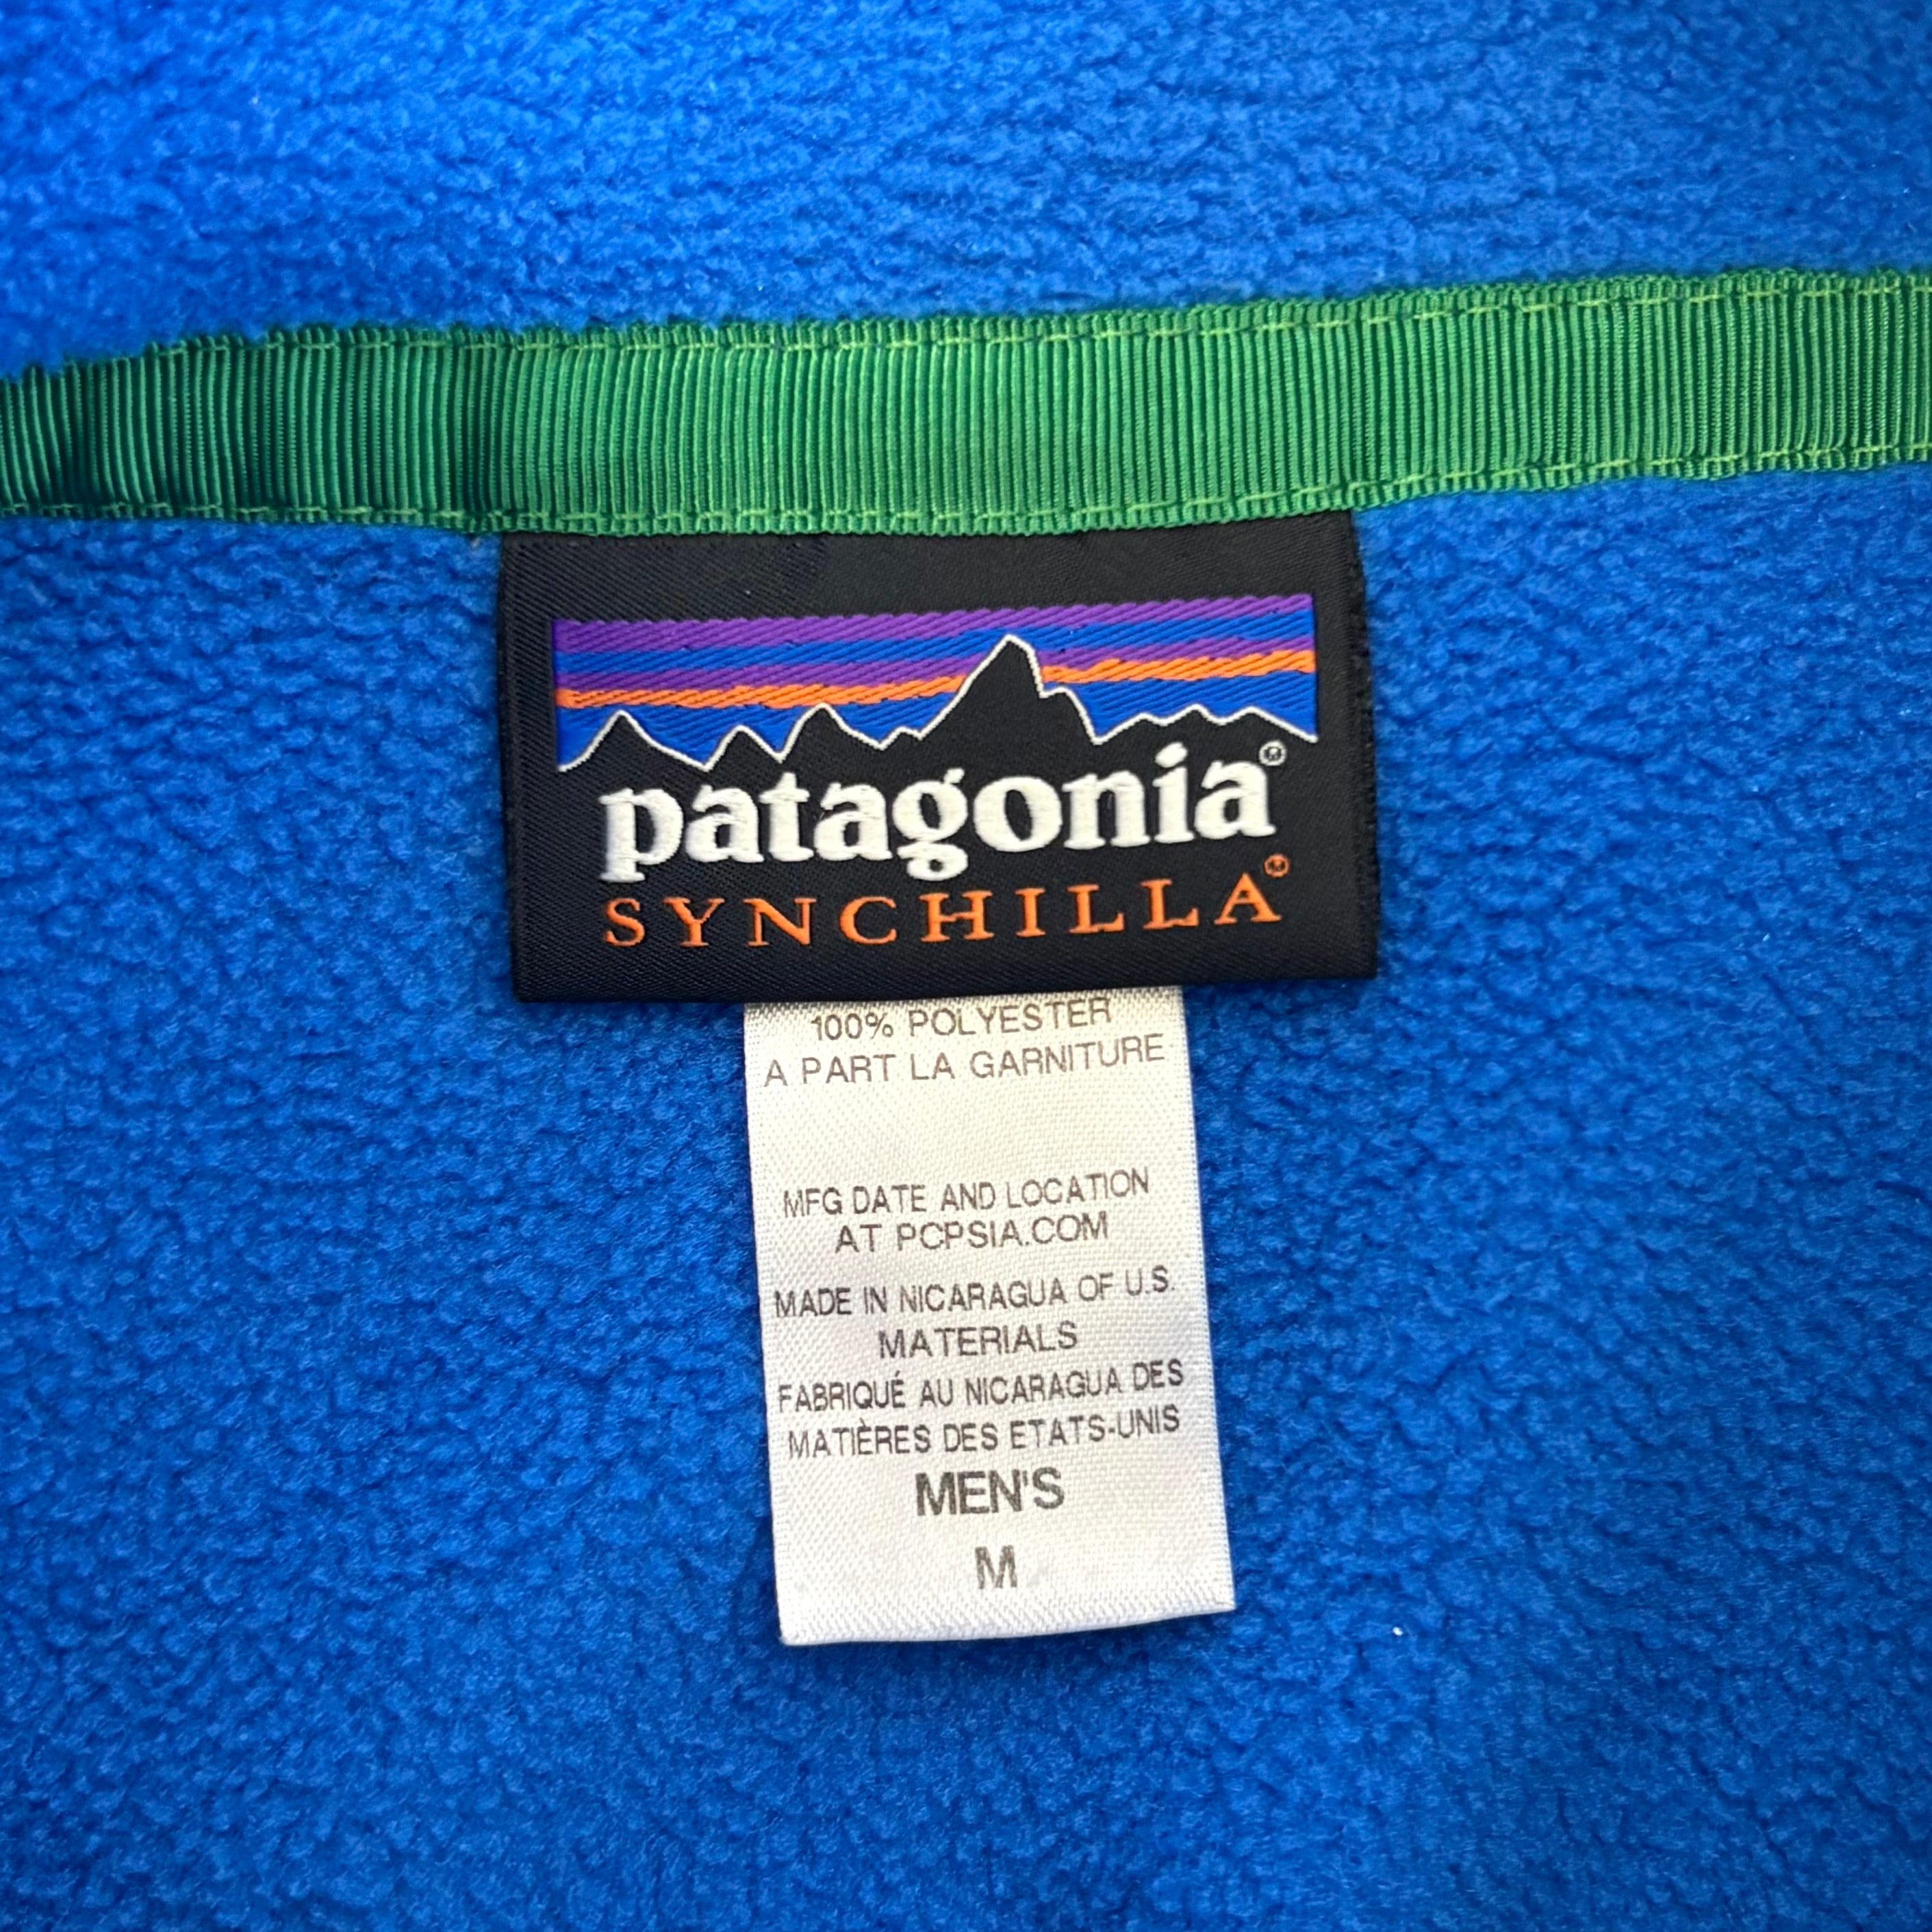 patagonia®
SYNCHILLA®
100% POLYESTER
A PART LA GARNITURE
MFG DATE AND LOCATION
AT PCPSIA.COM
MADE IN NICARAGUA OF U.S.
MATERIALS
FABRIQUÉ AU NICARAGUA DES
MATIÈRES DES ETATS-UNIS
MEN'S
M